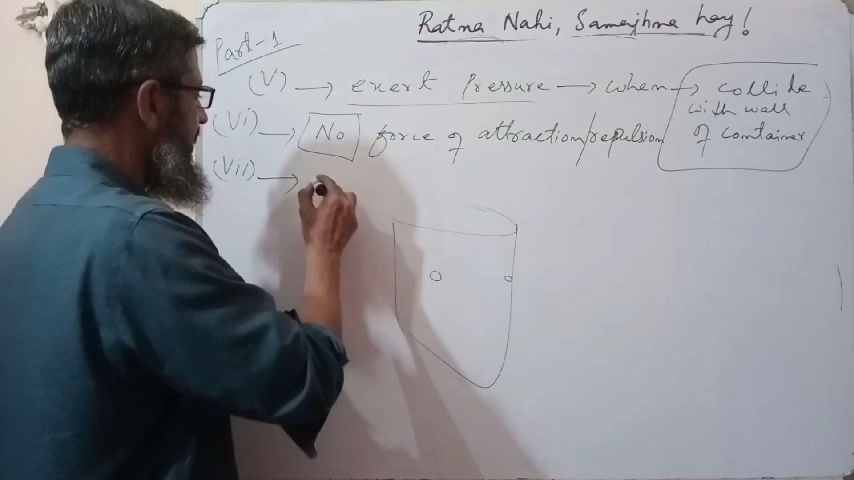 Ratna Nahi, Samajhna hay!
Part-1
(V) → exert Pressure → when → collide
with wall
of container
(Vi) → No force of attraction/repulsion
(Vii) →